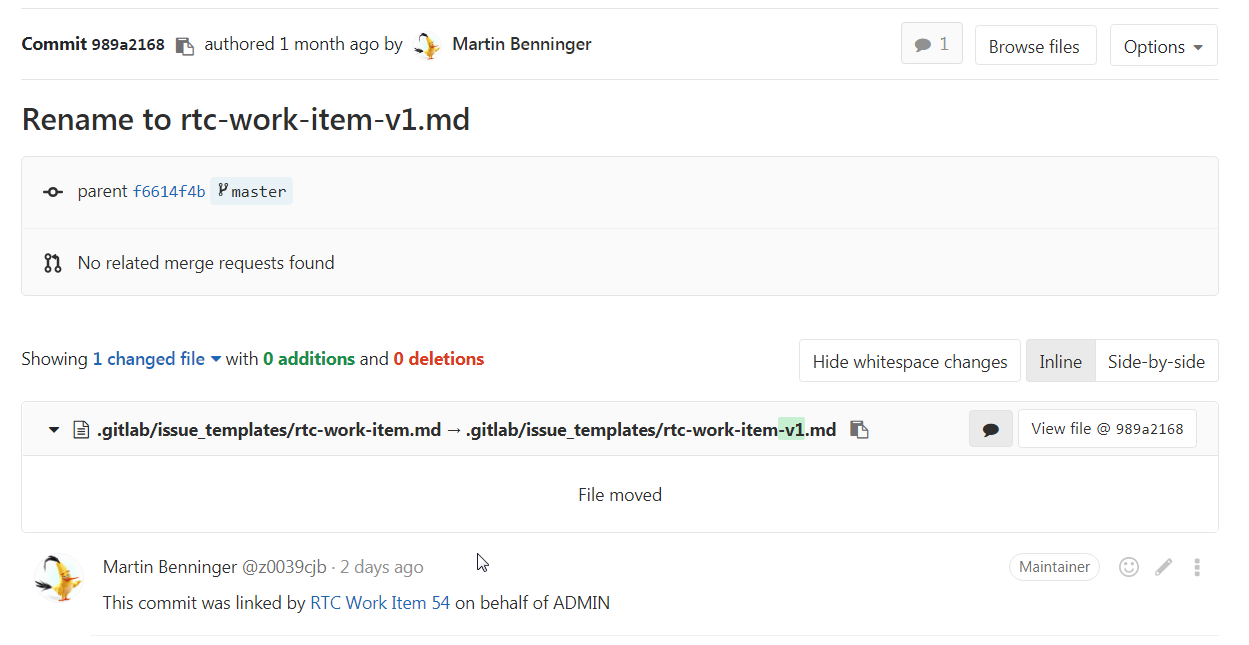 Commit 989a2168 authored 1 month ago by Martin Benninger 1 Browse files Options
Rename to rtc-work-item-v1.md
parent f6614f4b master
No related merge requests found
Showing 1 changed file with 0 additions and 0 deletions Hide whitespace changes Inline Side-by-side
.gitlab/issue_templates/rtc-work-item.md → .gitlab/issue_templates/rtc-work-item-v1.md View file @ 989a2168
File moved
Martin Benninger @z0039cjb · 2 days ago Maintainer
This commit was linked by RTC Work Item 54 on behalf of ADMIN